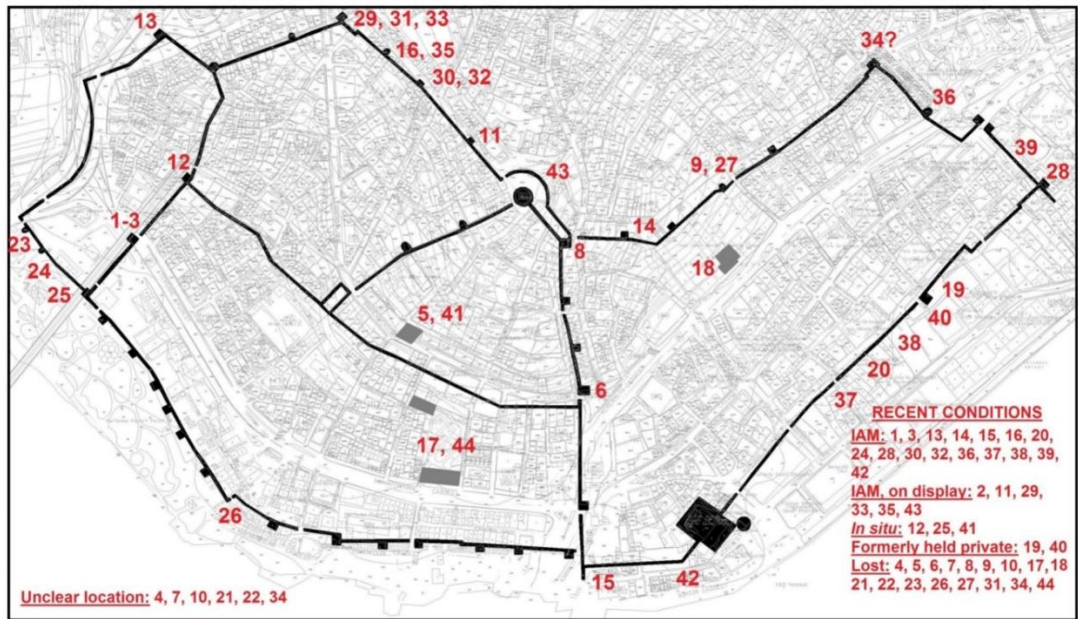 13
29, 31, 33
16, 35
30, 32
34?
36
11
39
12
43
9, 27
28
1-3
14
8
18
23
24
25
19
40
5, 41
38
6
20
37
17, 44
26
15
42
RECENT CONDITIONS
IAM: 1, 3, 13, 14, 15, 16, 20,
24, 28, 30, 32, 36, 37, 38, 39,
42
IAM, on display: 2, 11, 29,
33, 35, 43
In situ: 12, 25, 41
Formerly held private: 19, 40
Lost: 4, 5, 6, 7, 8, 9, 10, 17, 18
21, 22, 23, 26, 27, 31, 34, 44
Unclear location: 4, 7, 10, 21, 22, 34